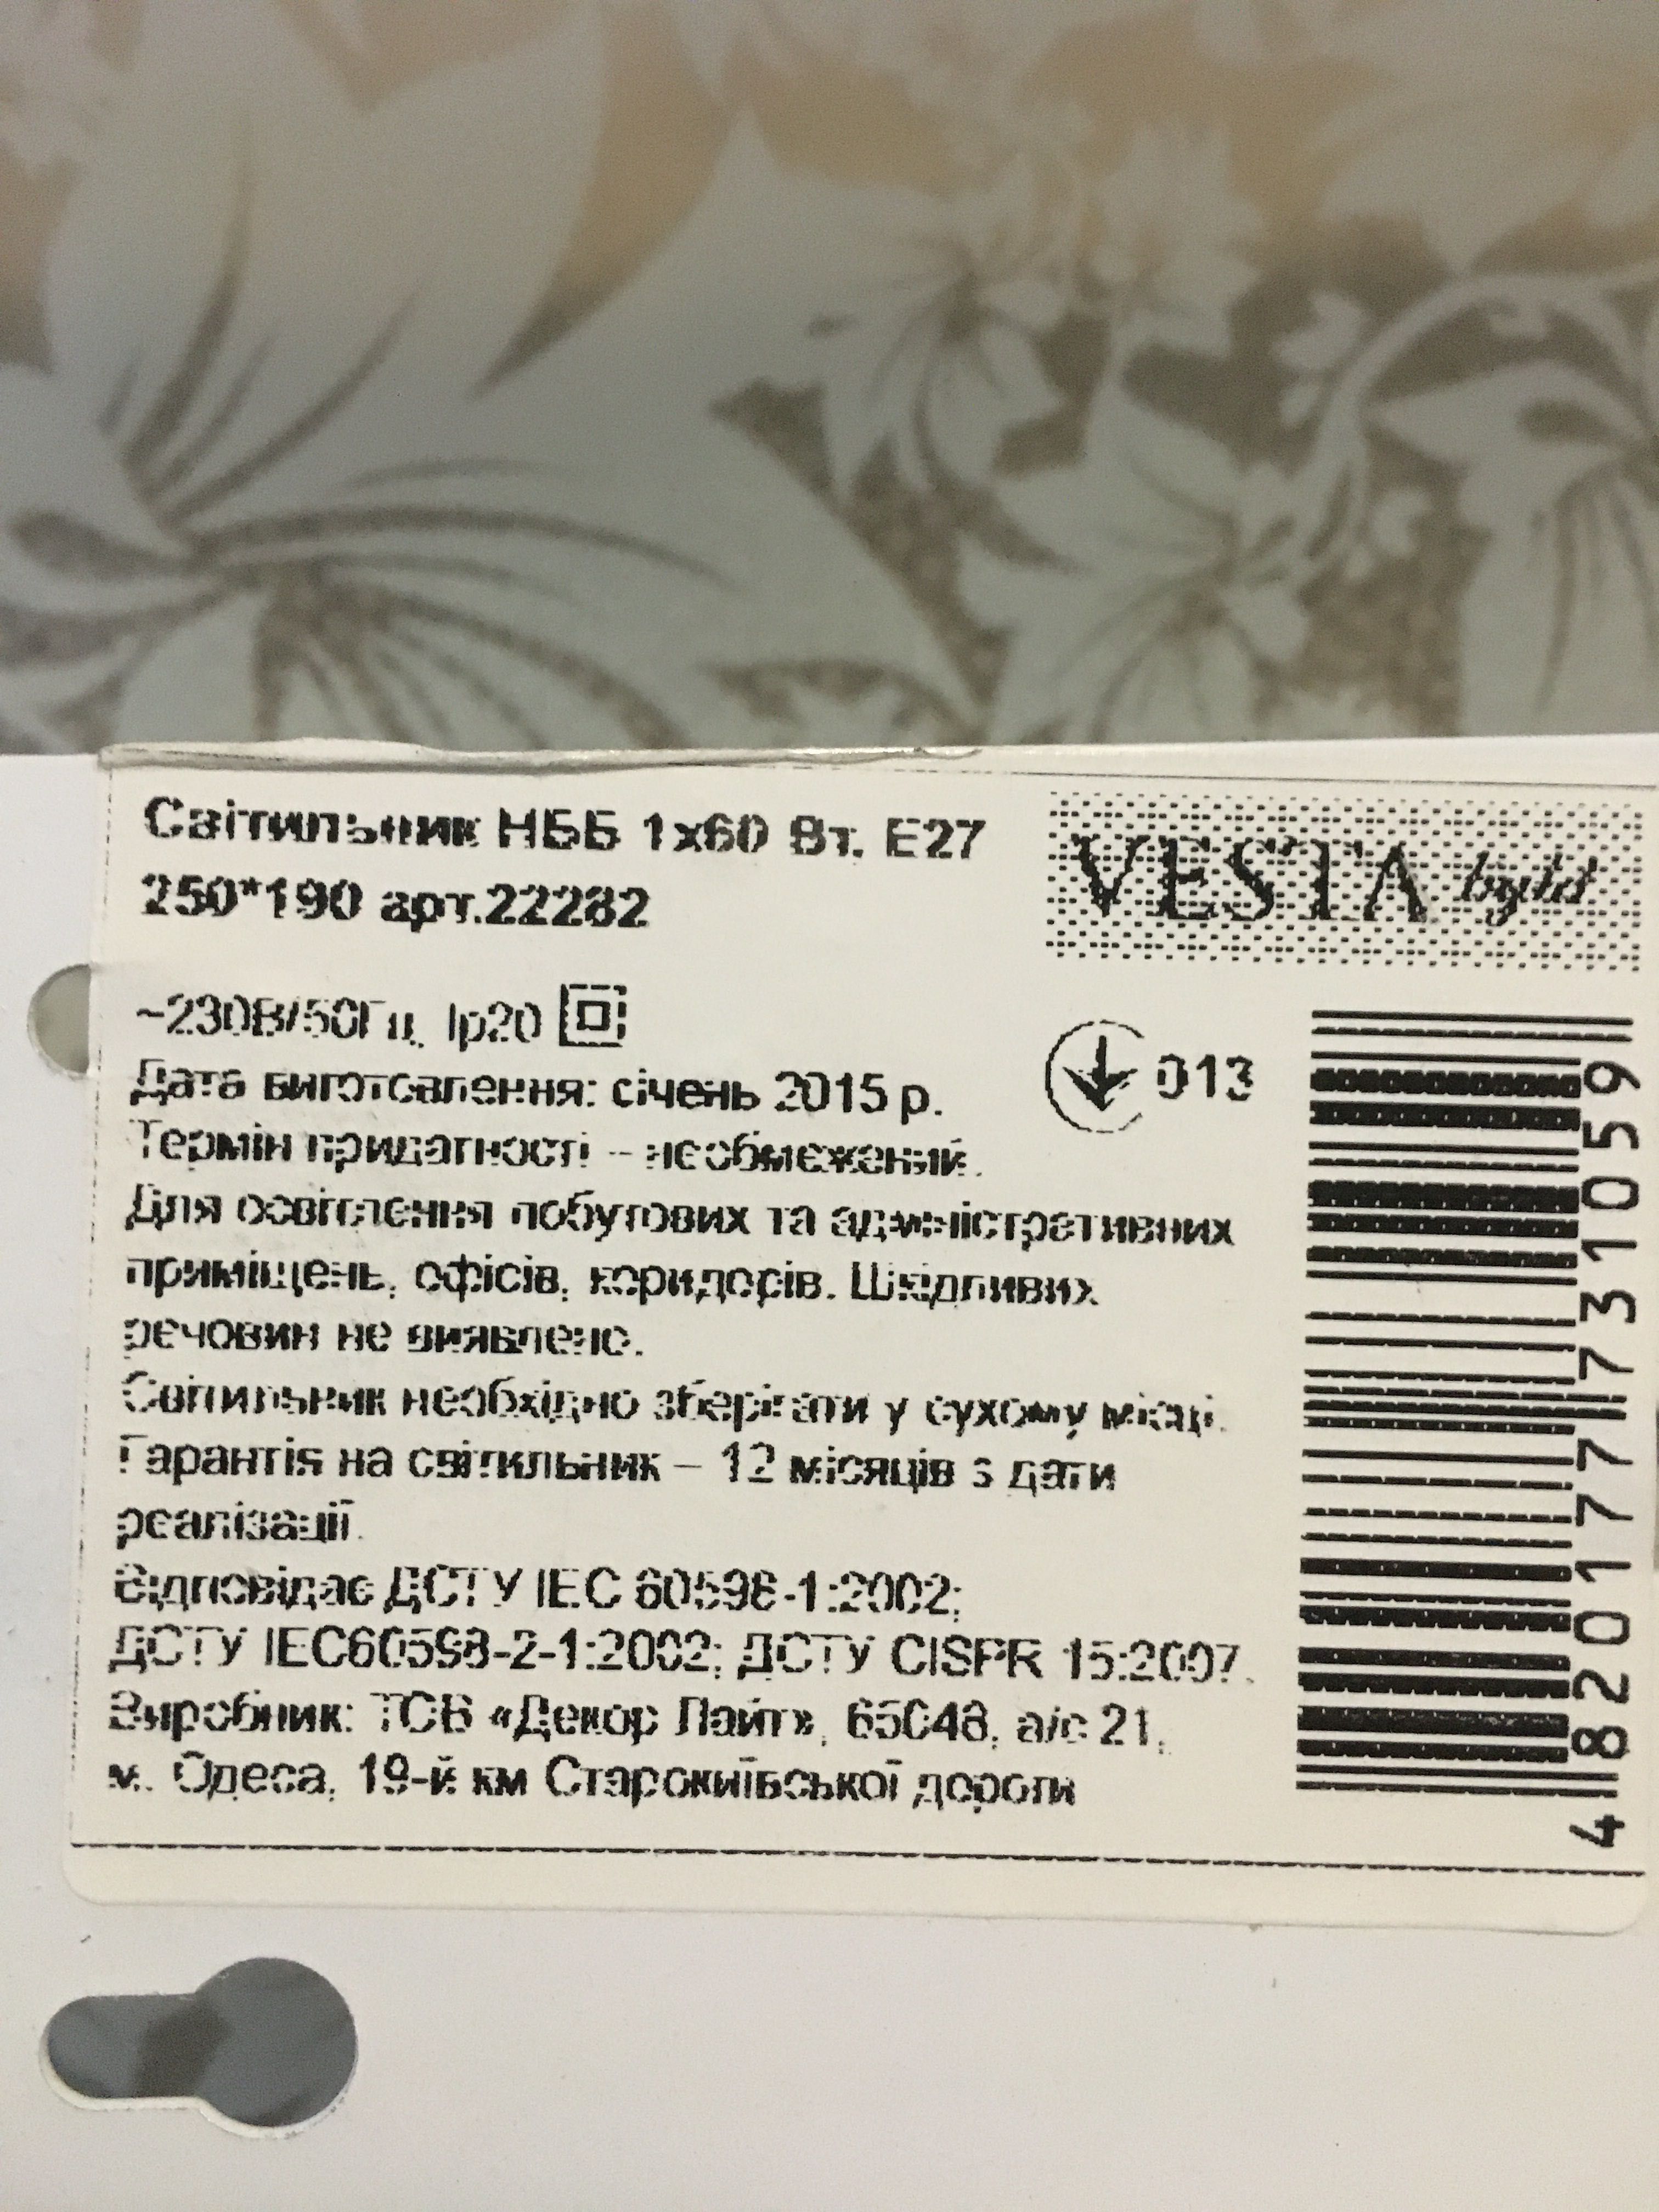 Світильник НББ 1х60 Вт. Е27
250*190 арт.22282
VESTA light
~230В/50Гц, Ip20
013
Дата виготовлення: січень 2015 р.
Термін придатності – необмежений.
Для освітлення побутових та адміністративних
приміщень, офісів, коридорів. Шкідливих
речовин не виявлено.
Світильник необхідно зберігати у сухому місці.
Гарантія на світильник – 12 місяців з дати
реалізації.
Відповідає ДСТУ IEC 60598-1:2002;
ДСТУ IEC60598-2-1:2002; ДСТУ CISPR 15:2007.
Виробник: ТОВ «Декор Лайт», 65048, а/с 21,
м. Одеса, 19-й км Старокиївської дороги
4820177731059